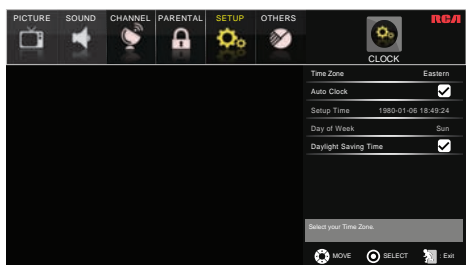 PICTURE SOUND CHANNEL PARENTAL SETUP OTHERS
RCA
CLOCK
Time Zone Eastern
Auto Clock
Setup Time 1980-01-06 18:49:24
Day of Week Sun
Daylight Saving Time
Select your Time Zone.
MOVE SELECT : Exit